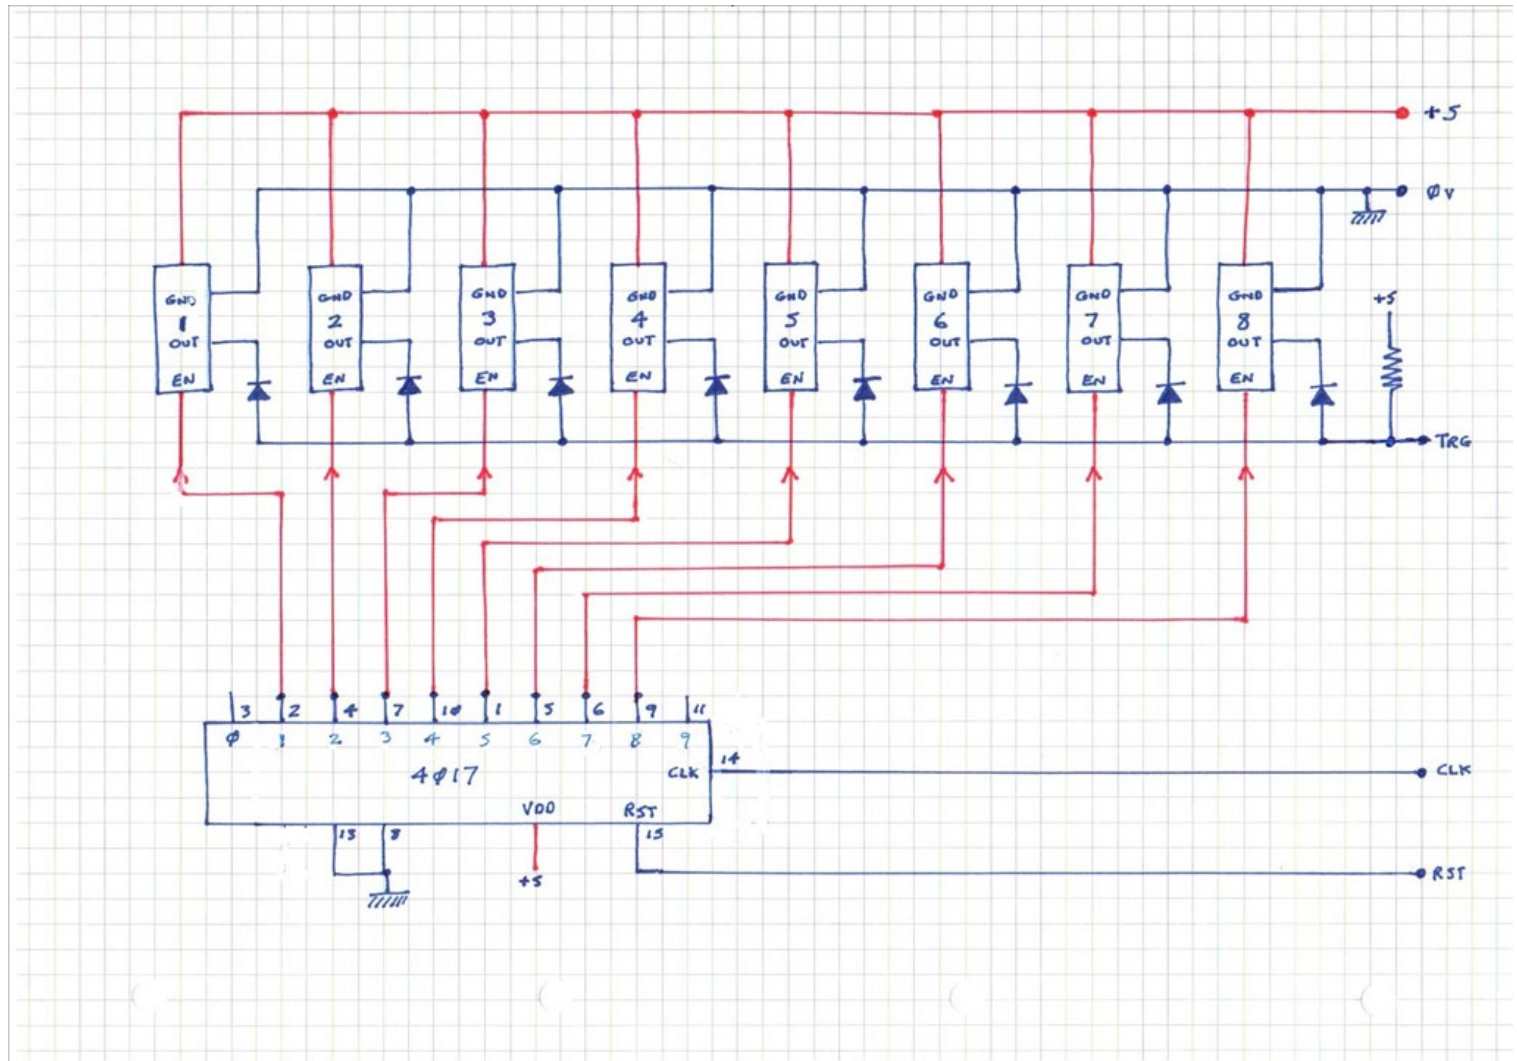 +5
ØV
GND GND GND GND GND GND GND GND
+5
1 2 3 4 5 6 7 8
OUT OUT OUT OUT OUT OUT OUT OUT
EN EN EN EN EN EN EN EN
TRG
3 2 4 7 1Ø 1 5 6 9 11
Ø 1 2 3 4 5 6 7 8 9
14
4Ø17 CLK
CLK
VDD RST
13 8 15
+5
RST